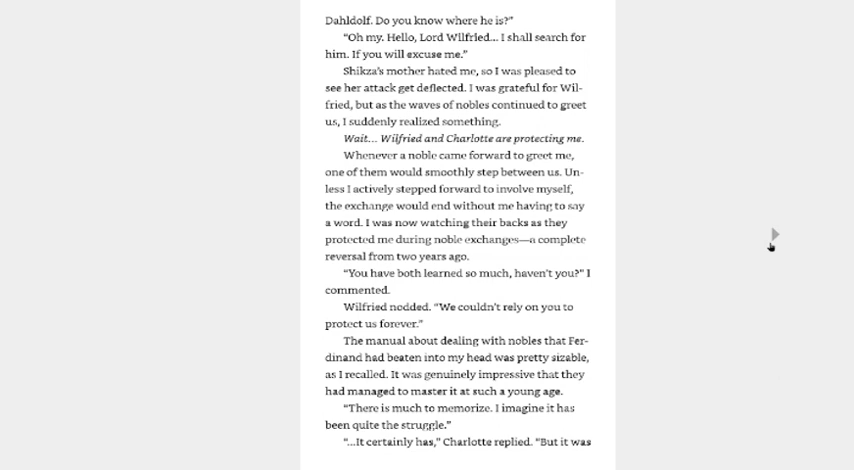 Dahldolf. Do you know where he is?"
"Oh my. Hello, Lord Wilfried... I shall search for
him. If you will excuse me."
Shikza's mother hated me, so I was pleased to
see her attack get deflected. I was grateful for Wil-
fried, but as the waves of nobles continued to greet
us, I suddenly realized something.
Wait... Wilfried and Charlotte are protecting me.
Whenever a noble came forward to greet me,
one of them would smoothly step between us. Un-
less I actively stepped forward to involve myself,
the exchange would end without me having to say
a word. I was now watching their backs as they
protected me during noble exchanges—a complete
reversal from two years ago.
"You have both learned so much, haven't you?" I
commented.
Wilfried nodded. "We couldn't rely on you to
protect us forever."
The manual about dealing with nobles that Fer-
dinand had beaten into my head was pretty sizable,
as I recalled. It was genuinely impressive that they
had managed to master it at such a young age.
"There is much to memorize. I imagine it has
been quite the struggle."
"...It certainly has," Charlotte replied. "But it was